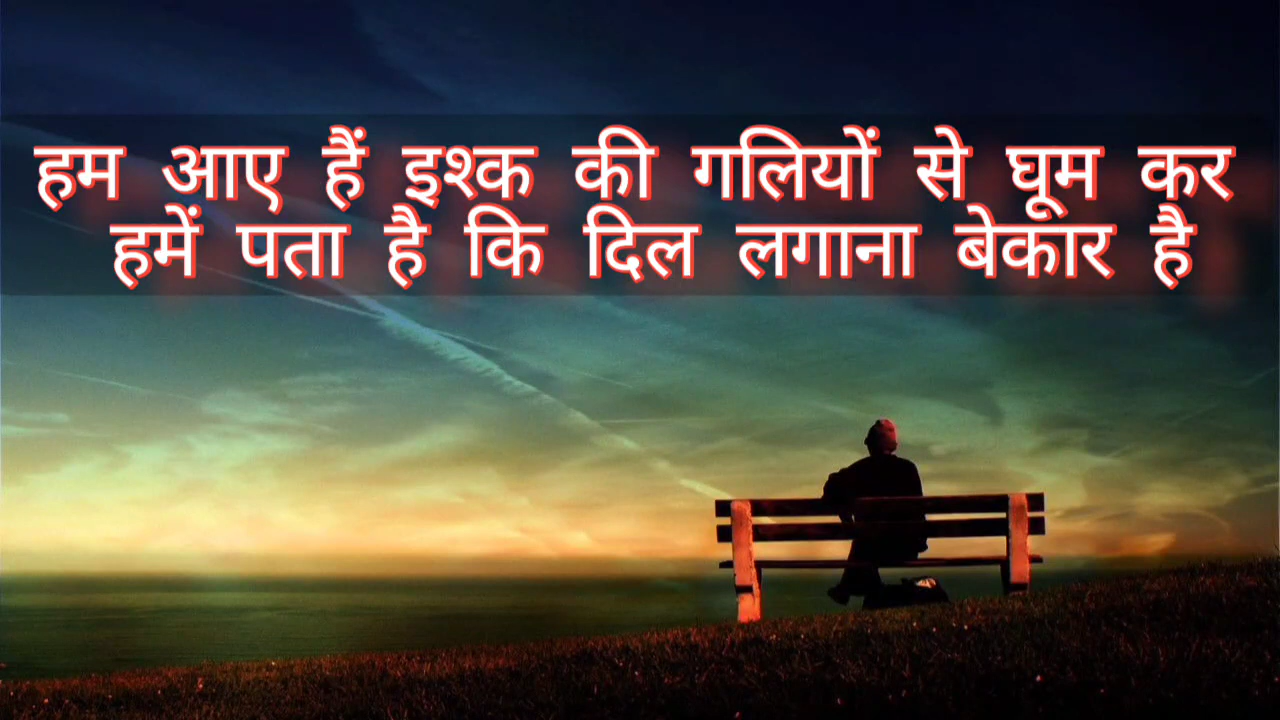 हम आए हैं इश्क की गलियों से घूम कर
हमें पता है कि दिल लगाना बेकार है